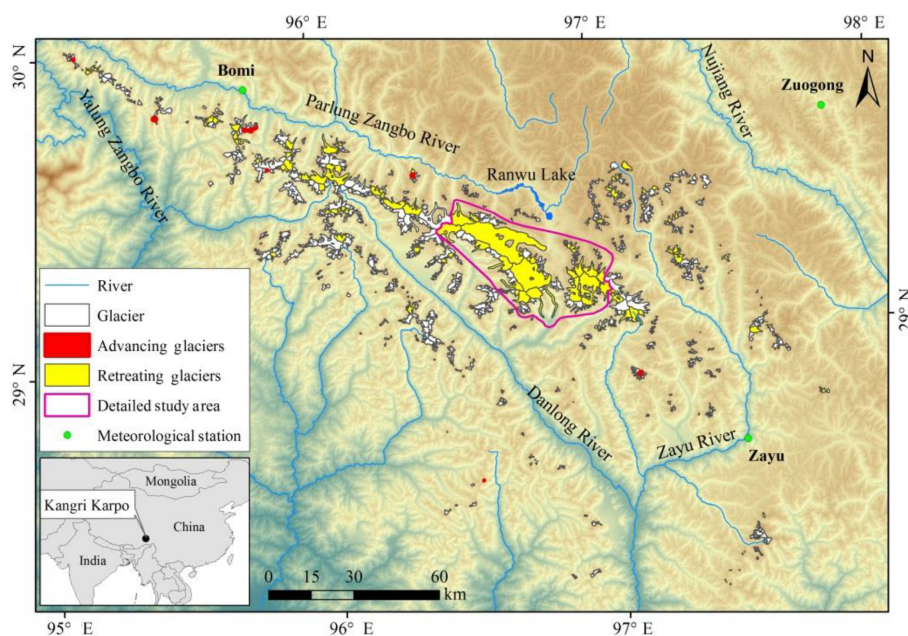 96° E
97° E
98° E
30° N
N
Bomi
Zuogong
Nujiang River
Parlung Zangbo River
Yalung Zangbo River
Ranwu Lake
River
Glacier
Advancing glaciers
Retreating glaciers
Detailed study area
Meteorological station
29° N
29° N
Danlong River
Zayu River
Zayu
Mongolia
Kangri Karpo
China
India
0 15 30 60
km
95° E
96° E
97° E